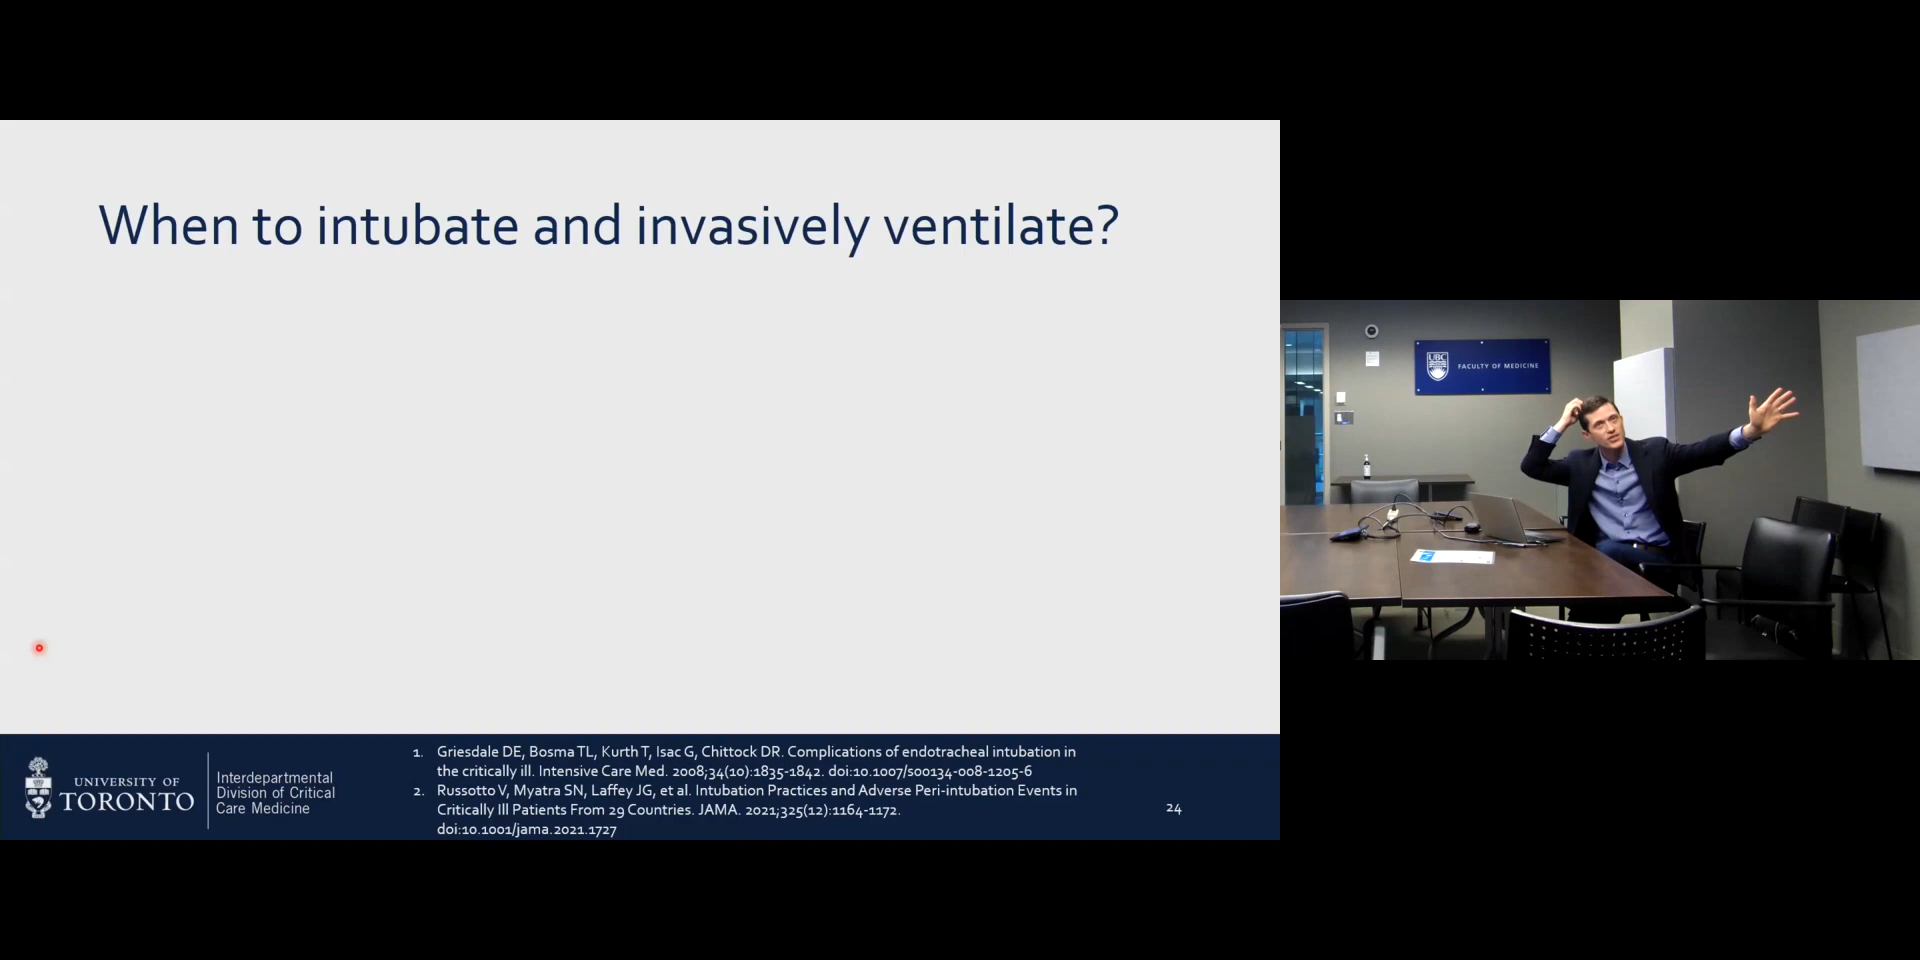 When to intubate and invasively ventilate?
UNIVERSITY OF
TORONTO
Interdepartmental
Division of Critical
Care Medicine
1. Griesdale DE, Bosma TL, Kurth T, Isac G, Chittock DR. Complications of endotracheal intubation in
the critically ill. Intensive Care Med. 2008;34(10):1835-1842. doi:10.1007/s00134-008-1205-6
2. Russotto V, Myatra SN, Laffey JG, et al. Intubation Practices and Adverse Peri-intubation Events in
Critically Ill Patients From 29 Countries. JAMA. 2021;325(12):1164-1172.
doi:10.1001/jama.2021.1727
24
UBC
FACULTY OF MEDICINE